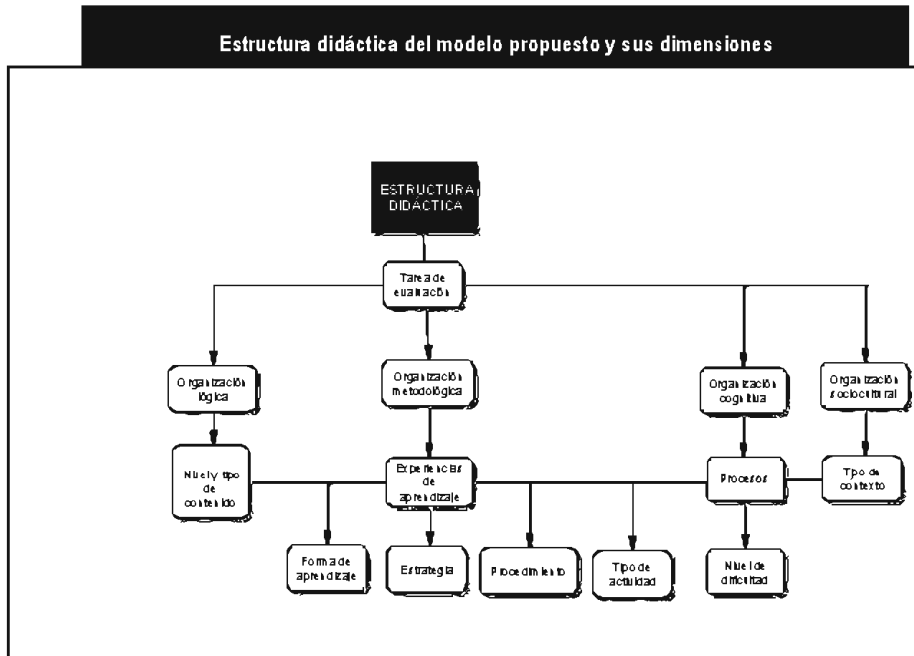 Estructura didáctica del modelo propuesto y sus dimensiones
ESTRUCTURA
DIDÁCTICA
Tarea de
evaluación
Organización
lógica
Organización
metodológica
Organización
cognitiva
Organización
sociocultural
Nivel y tipo
de
contenido
Experiencias
de
aprendizaje
Procesos
Tipo de
contexto
Forma de
aprendizaje
Estrategia
Procedimiento
Tipo de
actividad
Nivel de
dificultad